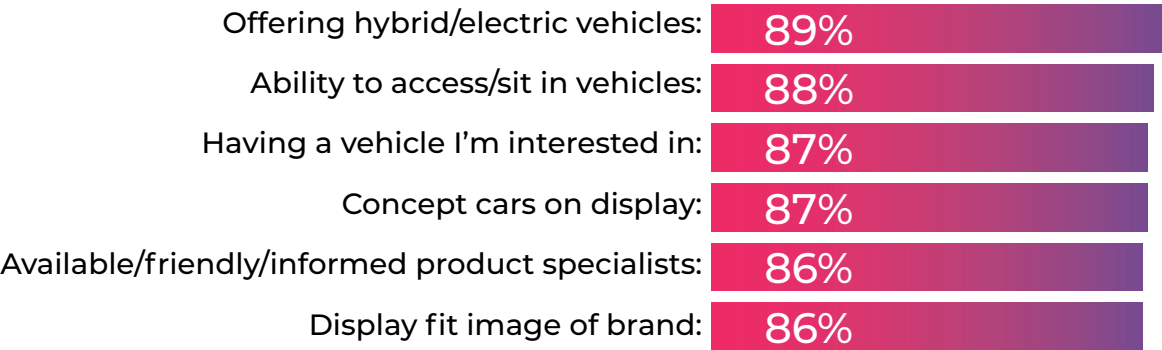 Offering hybrid/electric vehicles: 89%
Ability to access/sit in vehicles: 88%
Having a vehicle I’m interested in: 87%
Concept cars on display: 87%
Available/friendly/informed product specialists: 86%
Display fit image of brand: 86%